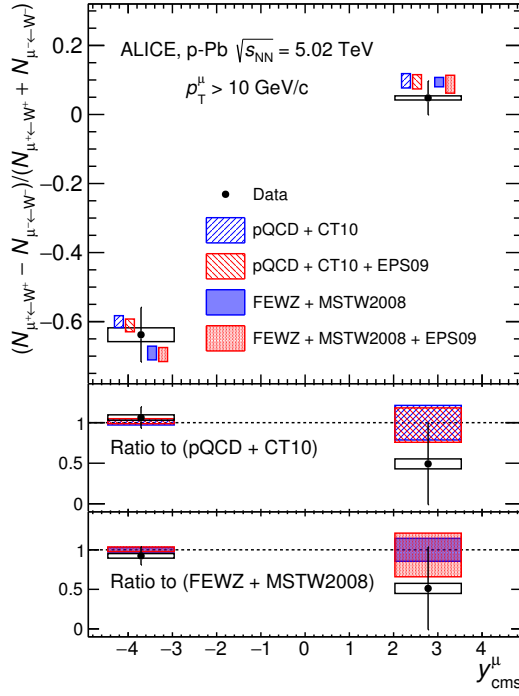 ALICE, p-Pb √s_NN = 5.02 TeV
p_T^μ > 10 GeV/c
(N_μ⁺←W⁺ − N_μ⁻←W⁻)/(N_μ⁺←W⁺ + N_μ⁻←W⁻)
0.2
0
−0.2
−0.4
−0.6
Data
pQCD + CT10
pQCD + CT10 + EPS09
FEWZ + MSTW2008
FEWZ + MSTW2008 + EPS09
1
0.5
0
Ratio to (pQCD + CT10)
1
0.5
0
Ratio to (FEWZ + MSTW2008)
−4 −3 −2 −1 0 1 2 3 4
y_cms^μ